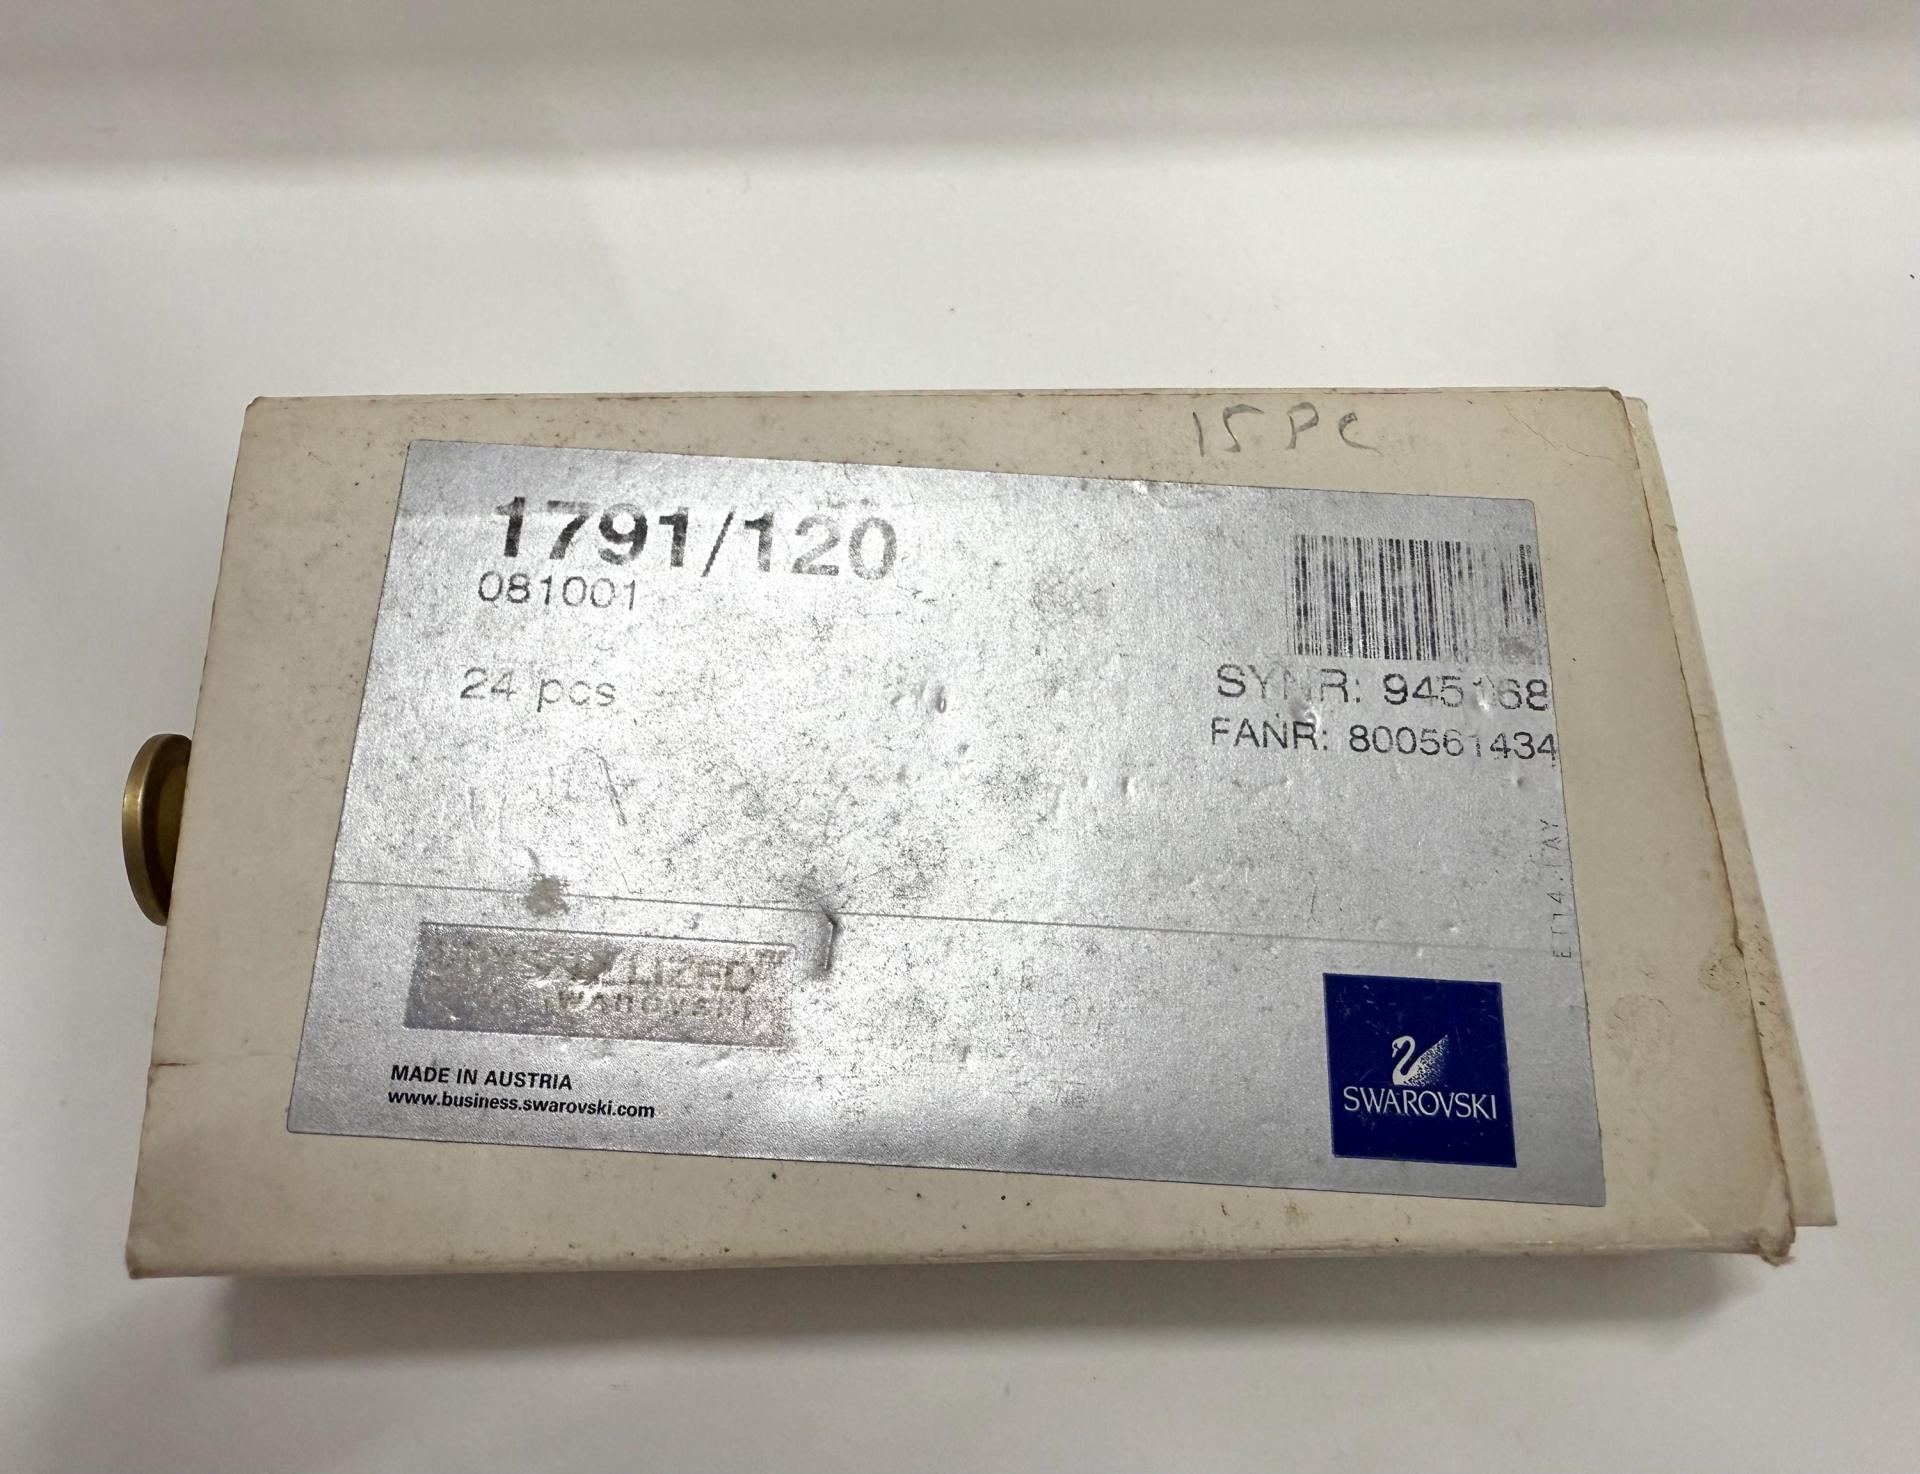 15 PC
1791/120
081001
24 pcs
SYNR: 945168
FANR: 800561434
SWAROVSKI
MADE IN AUSTRIA
www.business.swarovski.com
SWAROVSKI